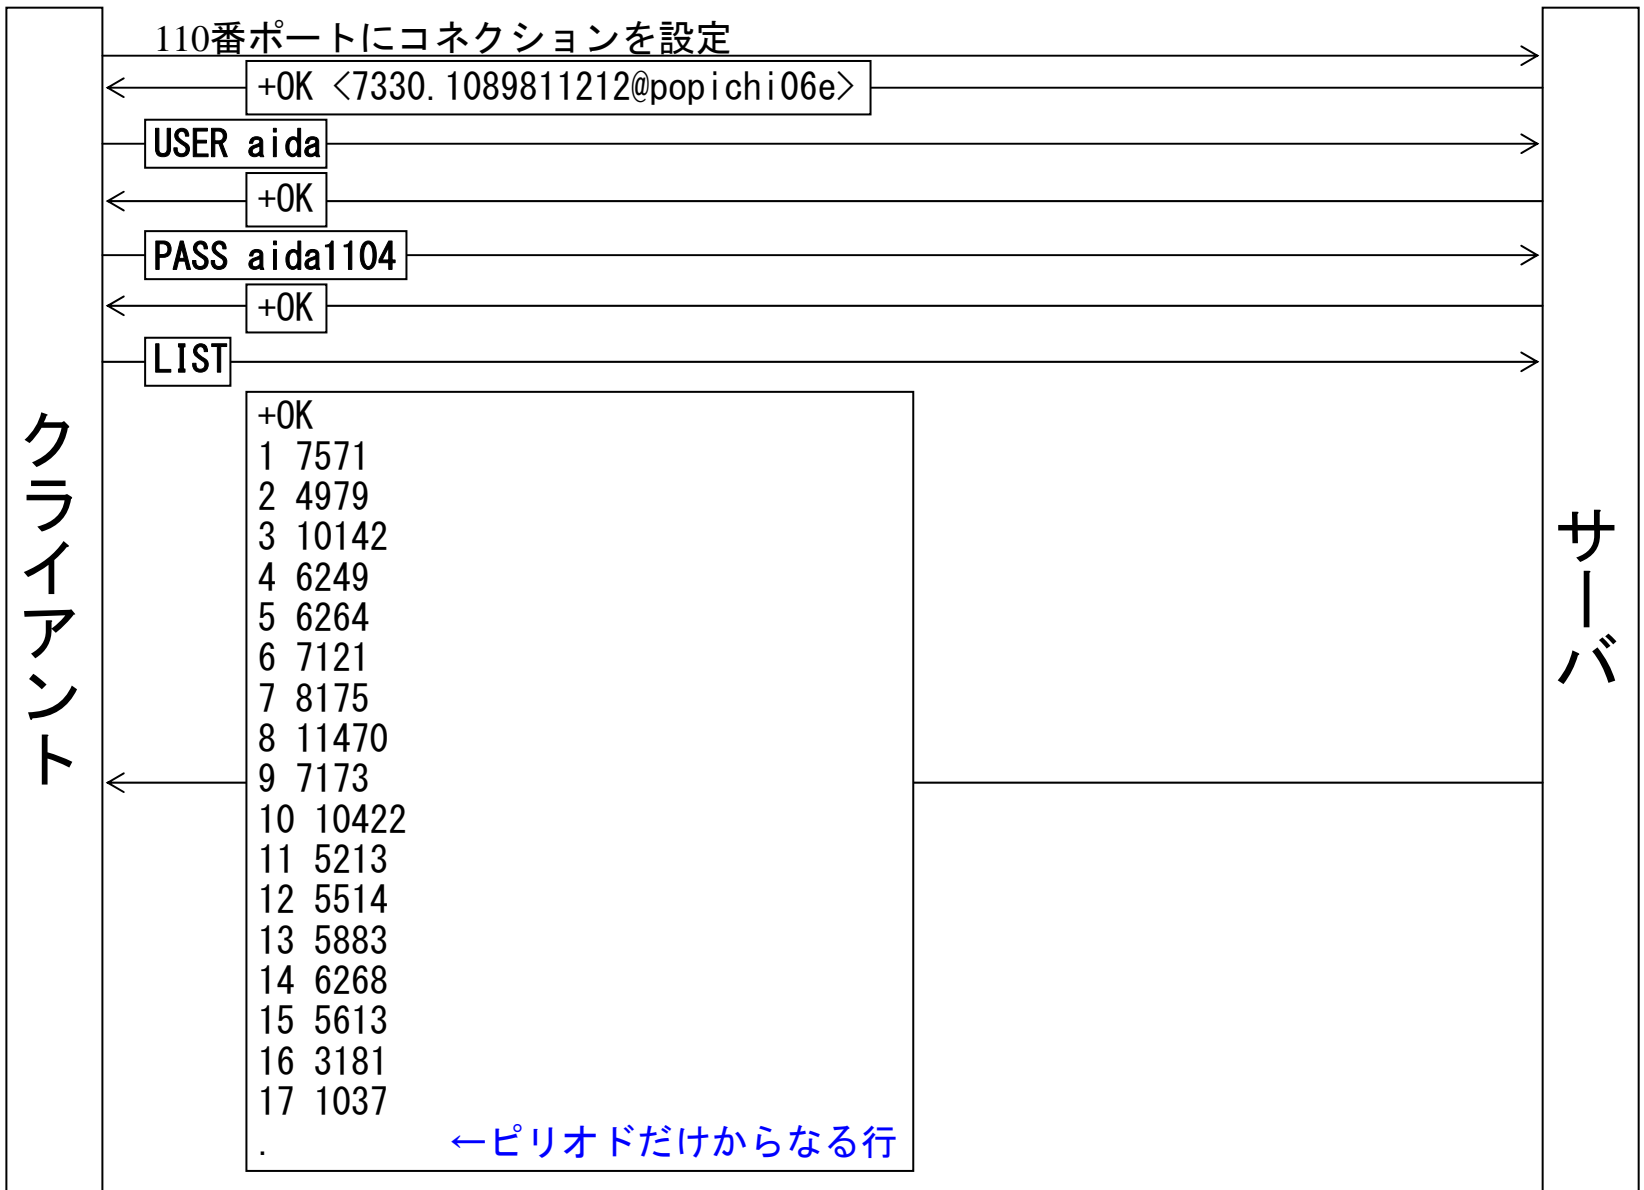 110番ポートにコネクションを設定
+OK <7330.1089811212@popichi06e>
USER aida
+OK
PASS aida1104
+OK
LIST
+OK
1 7571
2 4979
3 10142
4 6249
5 6264
6 7121
7 8175
8 11470
9 7173
10 10422
11 5213
12 5514
13 5883
14 6268
15 5613
16 3181
17 1037
. ←ピリオドだけからなる行
クライアント
サーバ